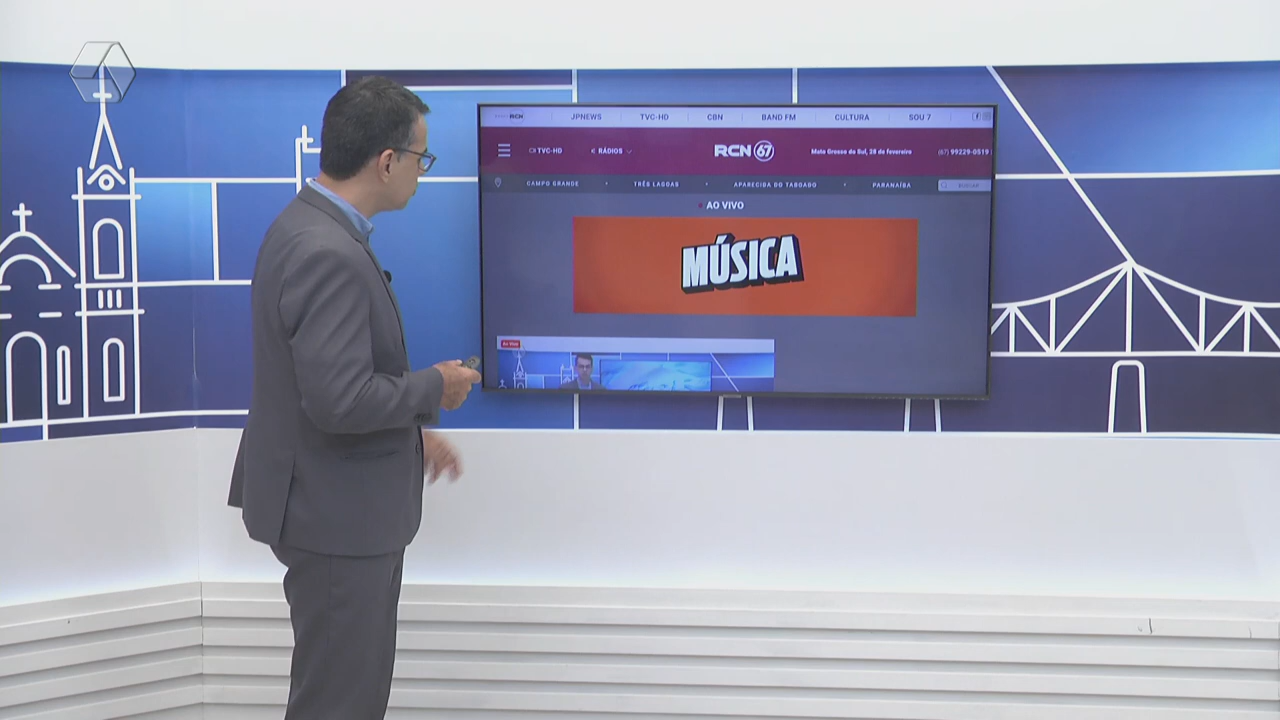 RCN JPNEWS TVC-HD CBN BAND FM CULTURA SOU 7
TVC-HD RÁDIOS RCN 67 Mato Grosso do Sul, 28 de fevereiro (67) 99229-0519
CAMPO GRANDE • TRÊS LAGOAS • APARECIDA DO TABOADO • PARANAÍBA BUSCAR
AO VIVO
MÚSICA
Ao Vivo